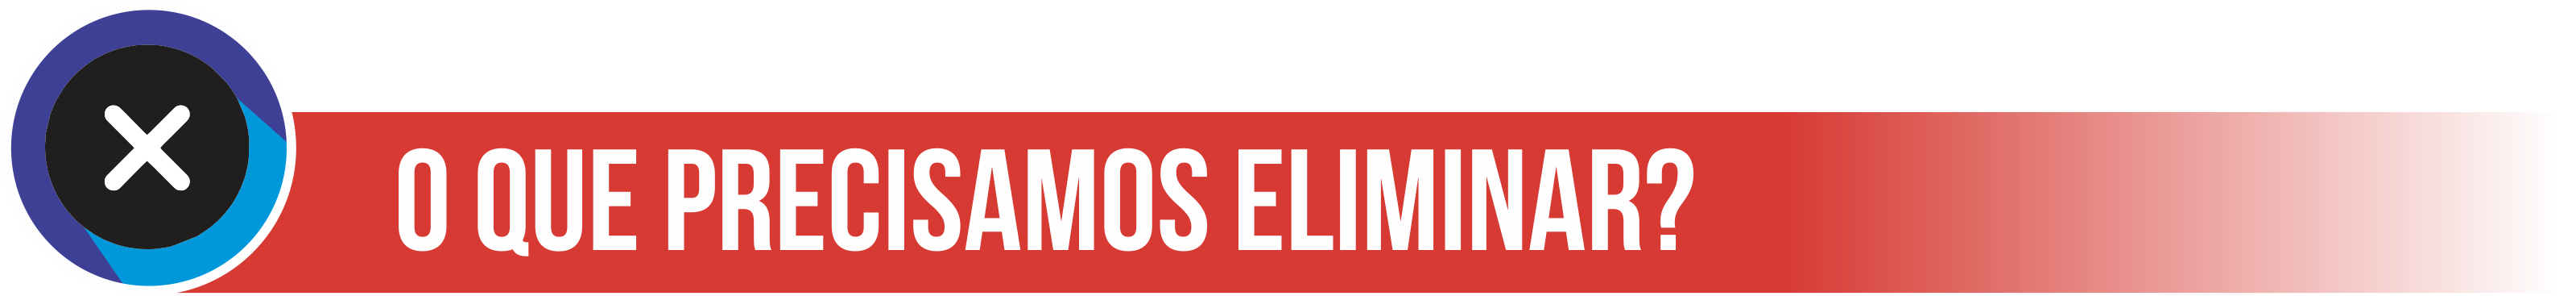 O QUE PRECISAMOS ELIMINAR?